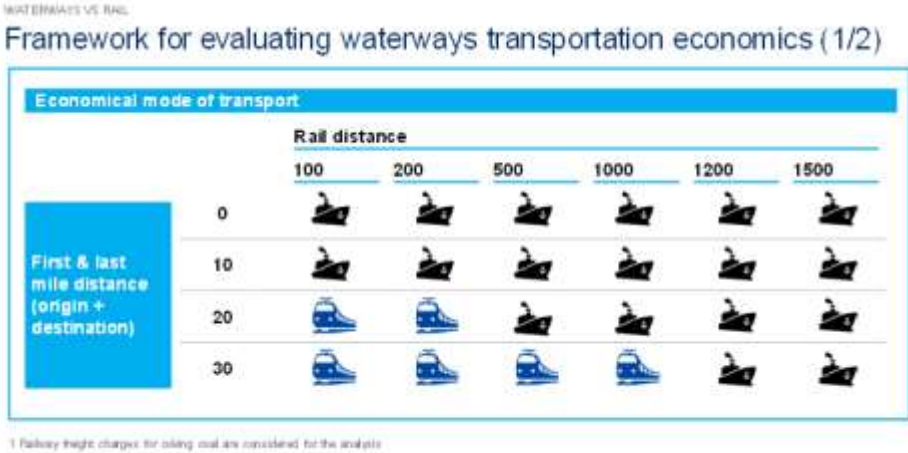 WATERWAYS VS RAIL
Framework for evaluating waterways transportation economics (1/2)
Economical mode of transport
Rail distance
100 200 500 1000 1200 1500
First & last
mile distance
(origin +
destination)
0
10
20
30
1 Railway freight charges for coking coal are considered for the analysis